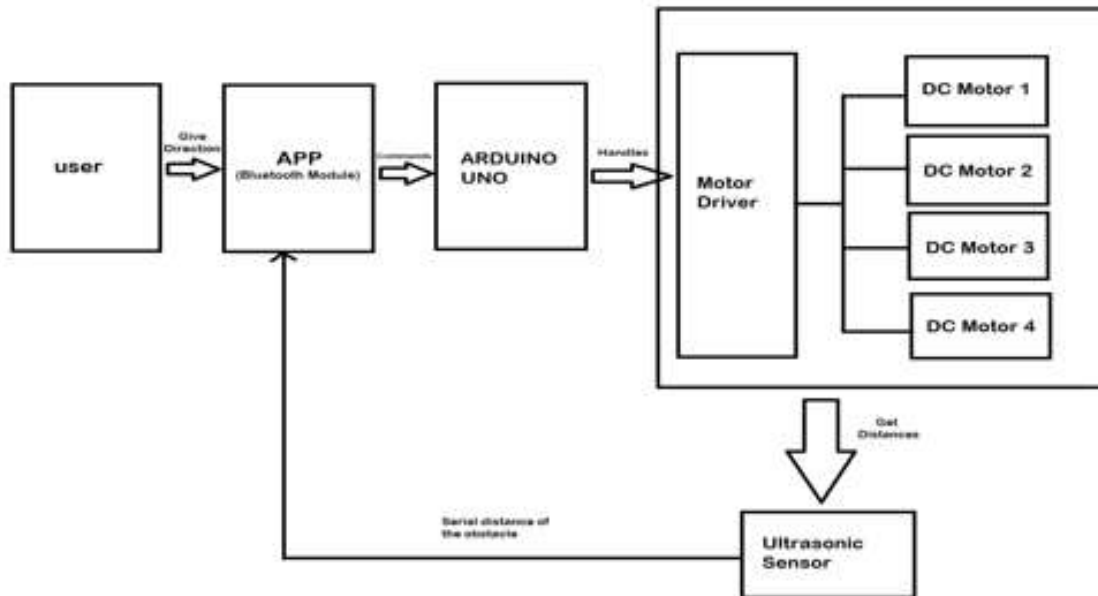 user
Give
Direction
APP
(Bluetooth Module)
ARDUINO
UNO
Handles
Motor
Driver
DC Motor 1
DC Motor 2
DC Motor 3
DC Motor 4
Get
Distances
Ultrasonic
Sensor
Serial distance of
the obstacle